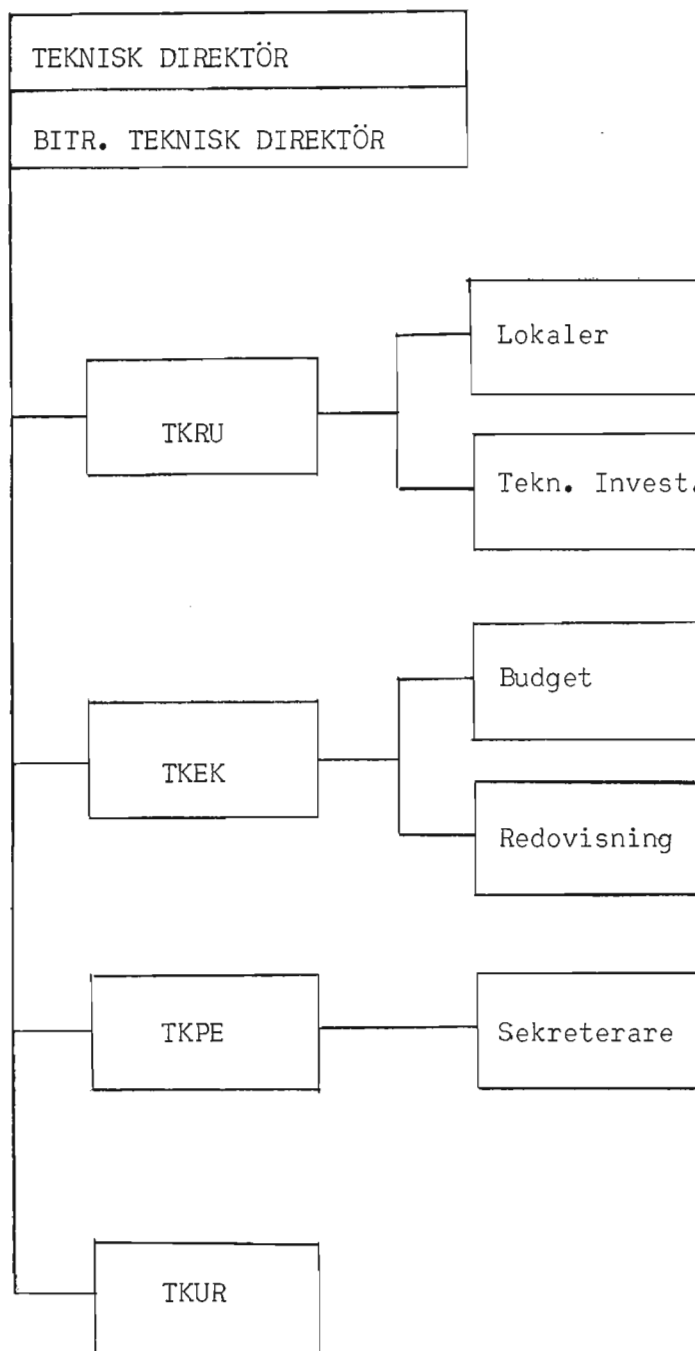 TEKNISK DIREKTÖR
BITR. TEKNISK DIREKTÖR
Lokaler
TKRU
Tekn. Invest.
Budget
TKEK
Redovisning
TKPE
Sekreterare
TKUR